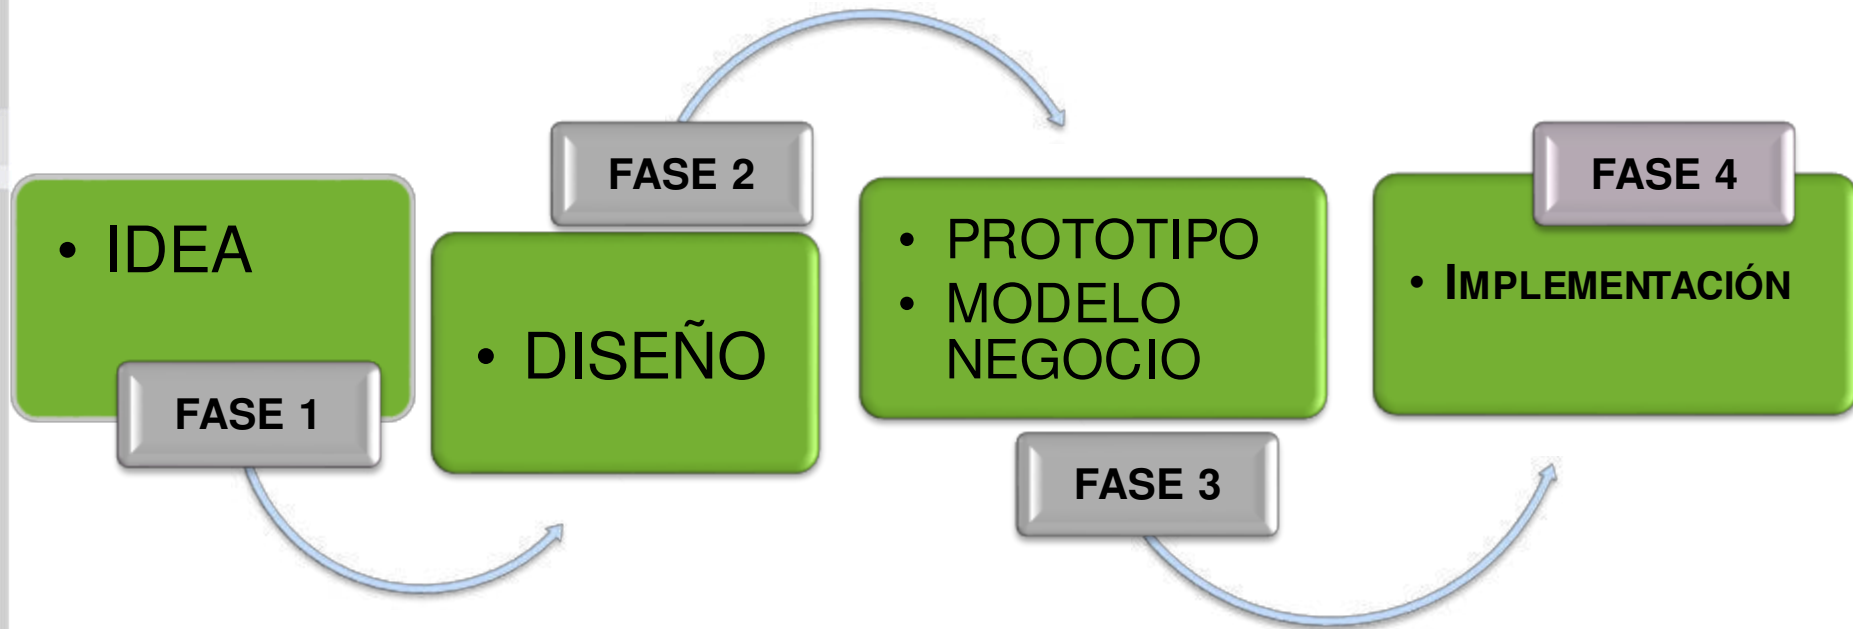 • IDEA
FASE 1
FASE 2
• DISEÑO
• PROTOTIPO
• MODELO
NEGOCIO
FASE 3
FASE 4
• IMPLEMENTACIÓN